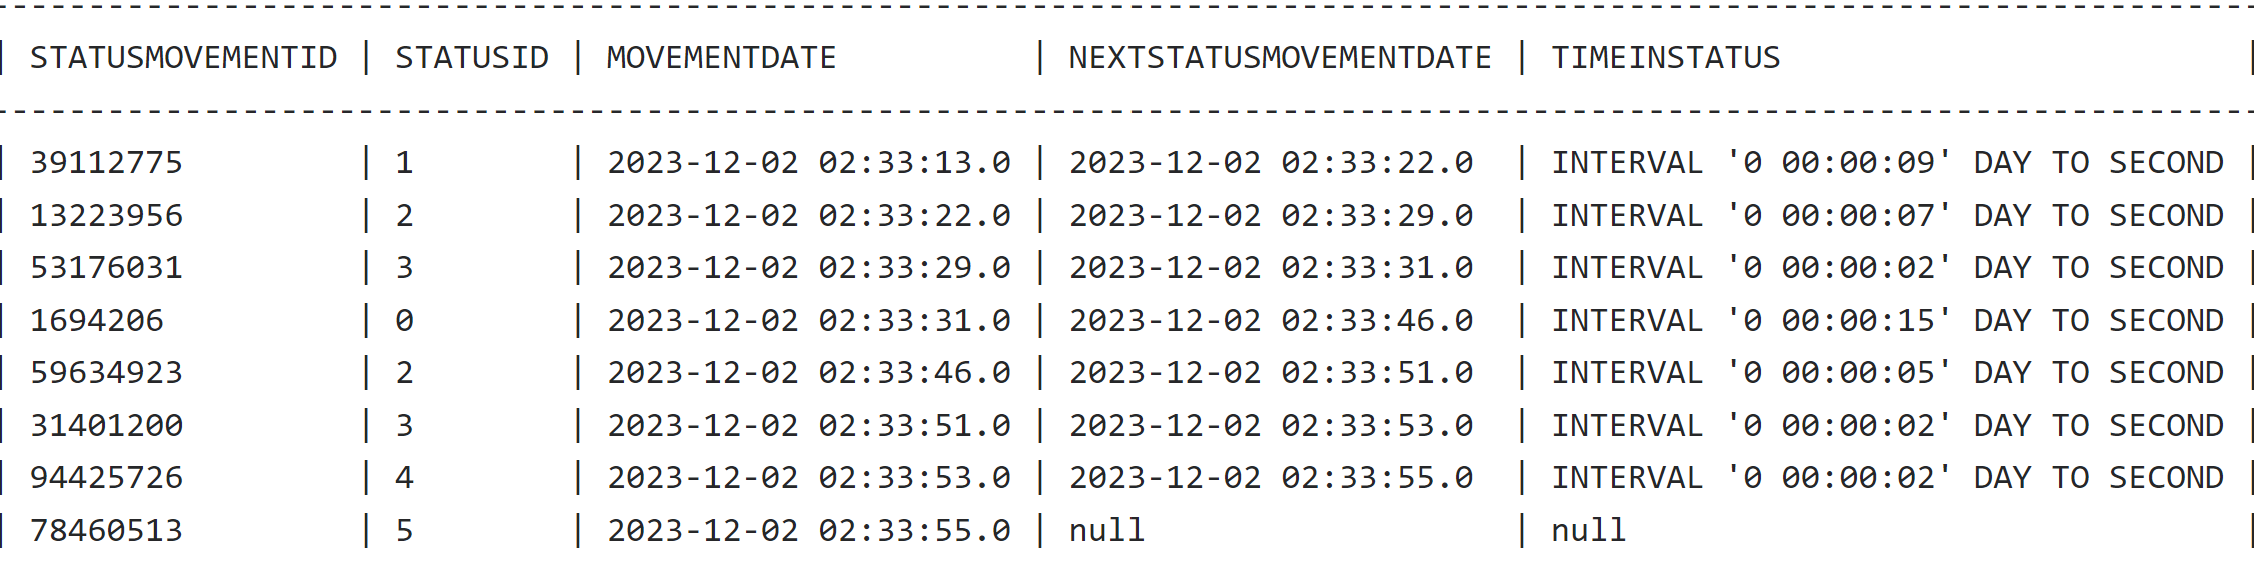 ---------------------------------------------------------------------------------------------------------------------
| STATUSMOVEMENTID | STATUSID | MOVEMENTDATE          | NEXTSTATUSMOVEMENTDATE | TIMEINSTATUS                       |
---------------------------------------------------------------------------------------------------------------------
| 39112775         | 1        | 2023-12-02 02:33:13.0 | 2023-12-02 02:33:22.0  | INTERVAL '0 00:00:09' DAY TO SECOND |
| 13223956         | 2        | 2023-12-02 02:33:22.0 | 2023-12-02 02:33:29.0  | INTERVAL '0 00:00:07' DAY TO SECOND |
| 53176031         | 3        | 2023-12-02 02:33:29.0 | 2023-12-02 02:33:31.0  | INTERVAL '0 00:00:02' DAY TO SECOND |
| 1694206          | 0        | 2023-12-02 02:33:31.0 | 2023-12-02 02:33:46.0  | INTERVAL '0 00:00:15' DAY TO SECOND |
| 59634923         | 2        | 2023-12-02 02:33:46.0 | 2023-12-02 02:33:51.0  | INTERVAL '0 00:00:05' DAY TO SECOND |
| 31401200         | 3        | 2023-12-02 02:33:51.0 | 2023-12-02 02:33:53.0  | INTERVAL '0 00:00:02' DAY TO SECOND |
| 94425726         | 4        | 2023-12-02 02:33:53.0 | 2023-12-02 02:33:55.0  | INTERVAL '0 00:00:02' DAY TO SECOND |
| 78460513         | 5        | 2023-12-02 02:33:55.0 | null                   | null                               |